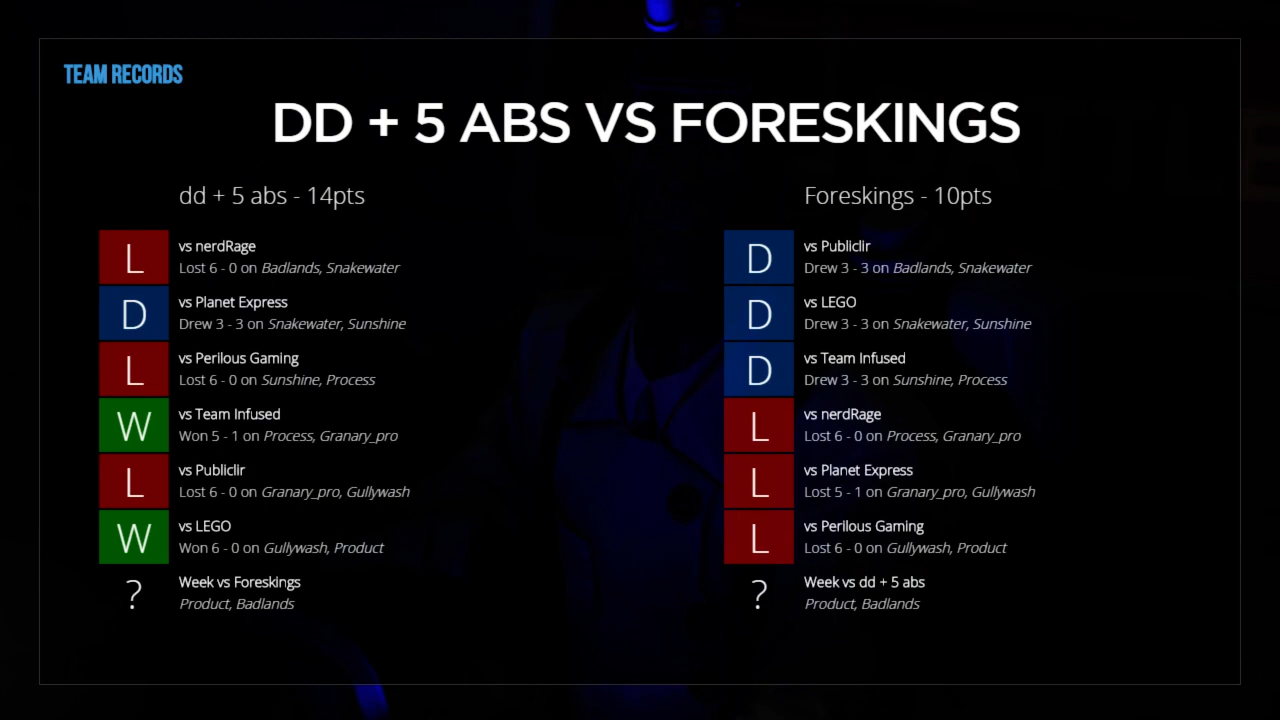 TEAM RECORDS
DD + 5 ABS VS FORESKINGS
dd + 5 abs - 14pts
L
vs nerdRage
Lost 6 - 0 on Badlands, Snakewater
D
vs Planet Express
Drew 3 - 3 on Snakewater, Sunshine
L
vs Perilous Gaming
Lost 6 - 0 on Sunshine, Process
W
vs Team Infused
Won 5 - 1 on Process, Granary_pro
L
vs Publiclir
Lost 6 - 0 on Granary_pro, Gullywash
W
vs LEGO
Won 6 - 0 on Gullywash, Product
?
Week vs Foreskings
Product, Badlands
Foreskings - 10pts
D
vs Publiclir
Drew 3 - 3 on Badlands, Snakewater
D
vs LEGO
Drew 3 - 3 on Snakewater, Sunshine
D
vs Team Infused
Drew 3 - 3 on Sunshine, Process
L
vs nerdRage
Lost 6 - 0 on Process, Granary_pro
L
vs Planet Express
Lost 5 - 1 on Granary_pro, Gullywash
L
vs Perilous Gaming
Lost 6 - 0 on Gullywash, Product
?
Week vs dd + 5 abs
Product, Badlands